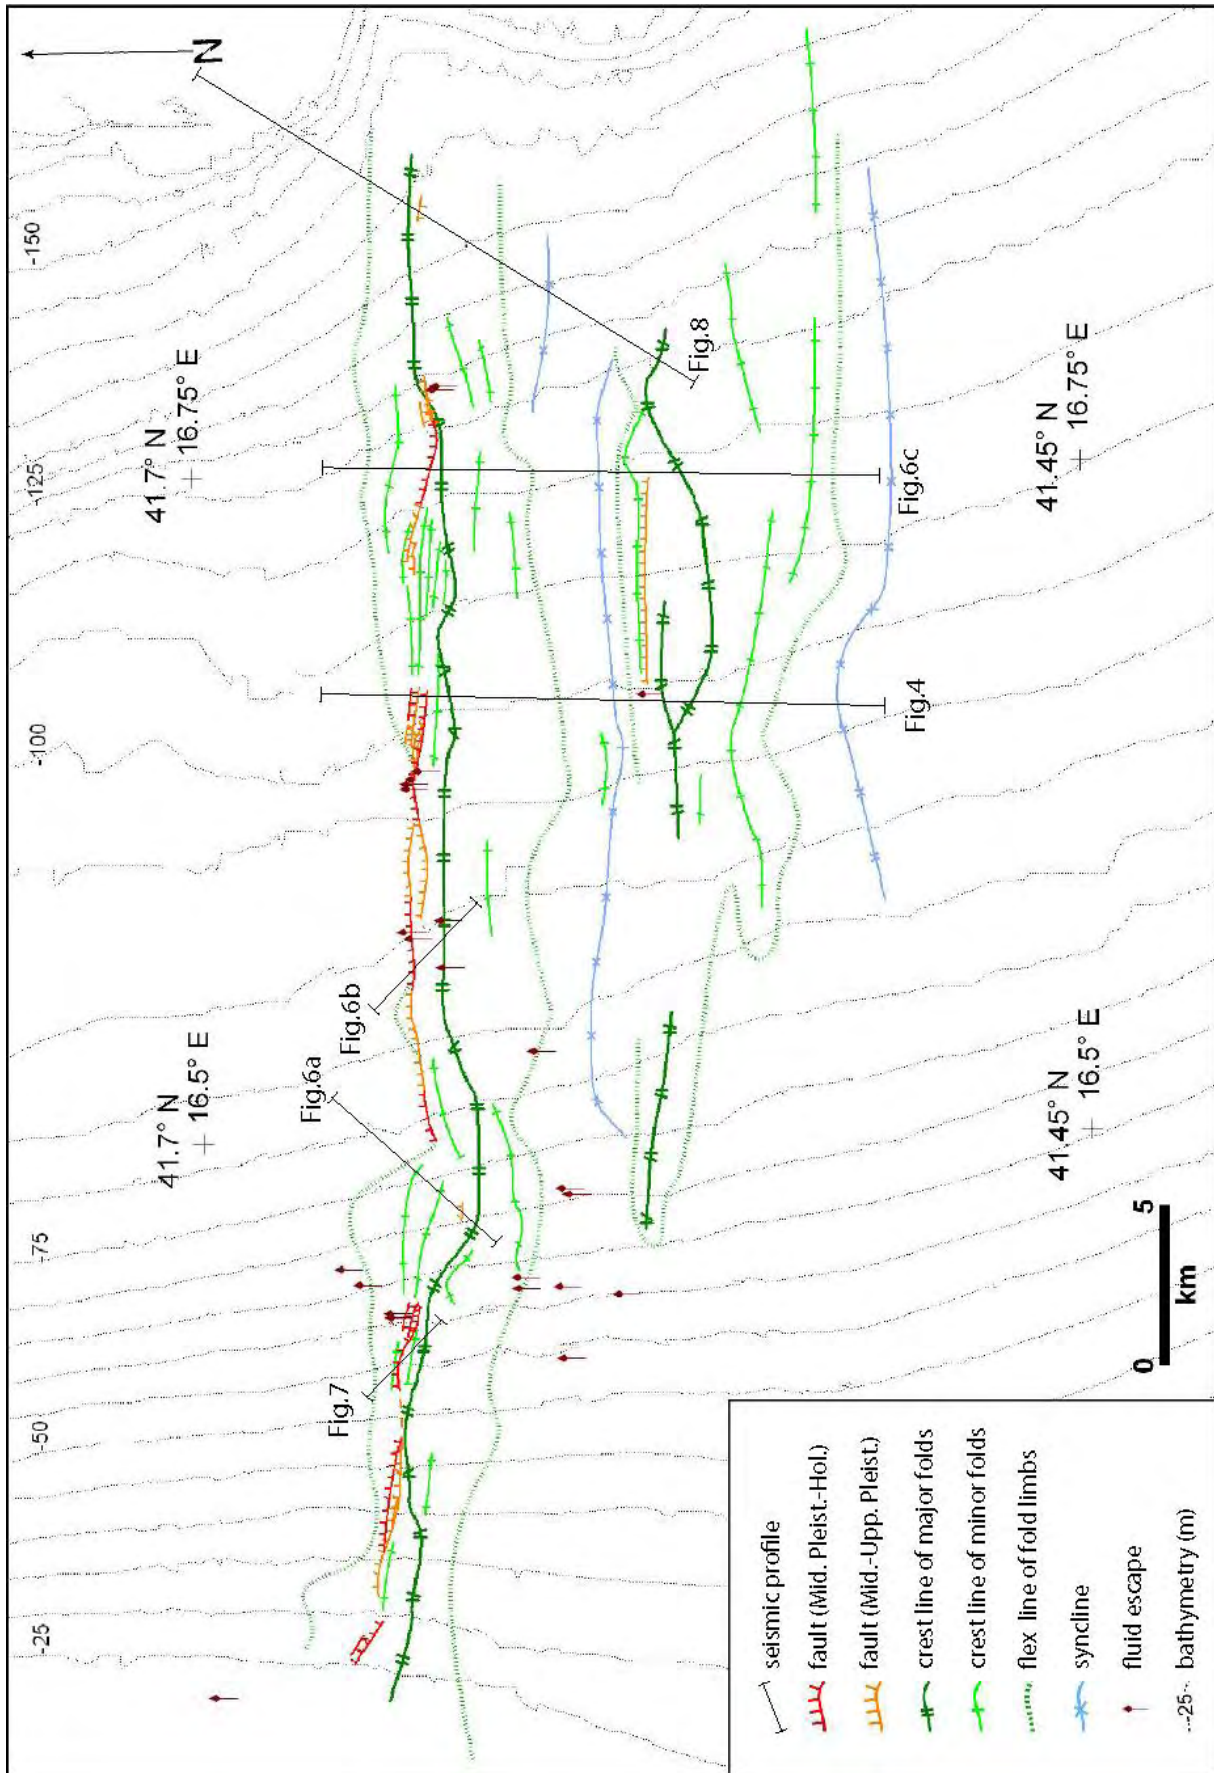 N
-25
-50
-75
-100
-125
-150
41.7° N
+ 16.5° E
41.7° N
+ 16.75° E
Fig.7
Fig.6a
Fig.6b
Fig.8
Fig.4
Fig.6c
41.45° N
+ 16.5° E
41.45° N
+ 16.75° E
0 5
km
seismic profile
fault (Mid. Pleist.-Hol.)
fault (Mid.-Upp. Pleist.)
crest line of major folds
crest line of minor folds
flex line of fold limbs
syncline
fluid escape
--25-. bathymetry (m)